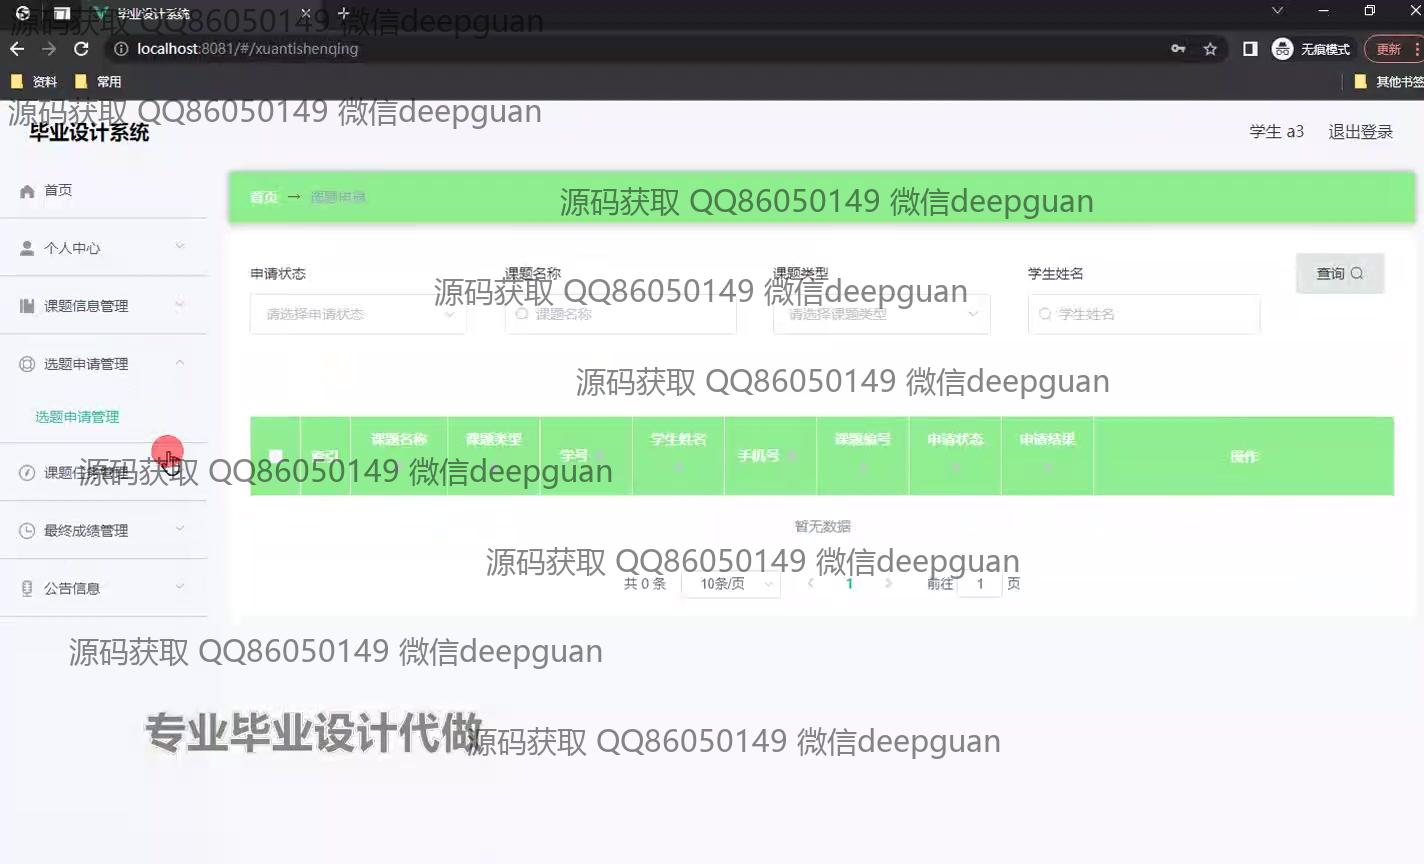 毕业设计系统
源码获取 QQ86050149 微信deepguan
localhost:8081/#/xuantishenqing
无痕模式
更新
资料
常用
其他书签
源码获取 QQ86050149 微信deepguan
毕业设计系统
学生 a3
退出登录
首页
个人中心
课题信息管理
选题申请管理
选题申请管理
课题任务管理
最终成绩管理
公告信息
首页 → 选题申请
源码获取 QQ86050149 微信deepguan
申请状态
课题名称
课题类型
学生姓名
查询
源码获取 QQ86050149 微信deepguan
请选择申请状态
课题名称
请选择课题类型
学生姓名
源码获取 QQ86050149 微信deepguan
索引
课题名称
课题类型
学号
学生姓名
手机号
课题编号
申请状态
申请结果
操作
源码获取 QQ86050149 微信deepguan
暂无数据
源码获取 QQ86050149 微信deepguan
共 0 条
10条/页
1
前往
1
页
源码获取 QQ86050149 微信deepguan
专业毕业设计代做
源码获取 QQ86050149 微信deepguan